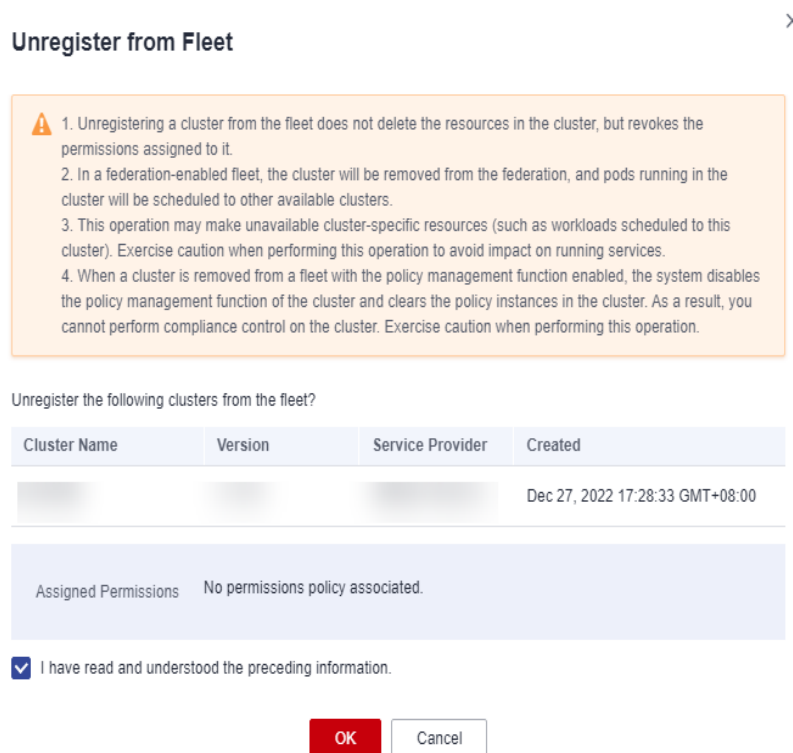 Unregister from Fleet
1. Unregistering a cluster from the fleet does not delete the resources in the cluster, but revokes the
permissions assigned to it.
2. In a federation-enabled fleet, the cluster will be removed from the federation, and pods running in the
cluster will be scheduled to other available clusters.
3. This operation may make unavailable cluster-specific resources (such as workloads scheduled to this
cluster). Exercise caution when performing this operation to avoid impact on running services.
4. When a cluster is removed from a fleet with the policy management function enabled, the system disables
the policy management function of the cluster and clears the policy instances in the cluster. As a result, you
cannot perform compliance control on the cluster. Exercise caution when performing this operation.
Unregister the following clusters from the fleet?
Cluster Name Version Service Provider Created
Dec 27, 2022 17:28:33 GMT+08:00
Assigned Permissions No permissions policy associated.
I have read and understood the preceding information.
OK Cancel